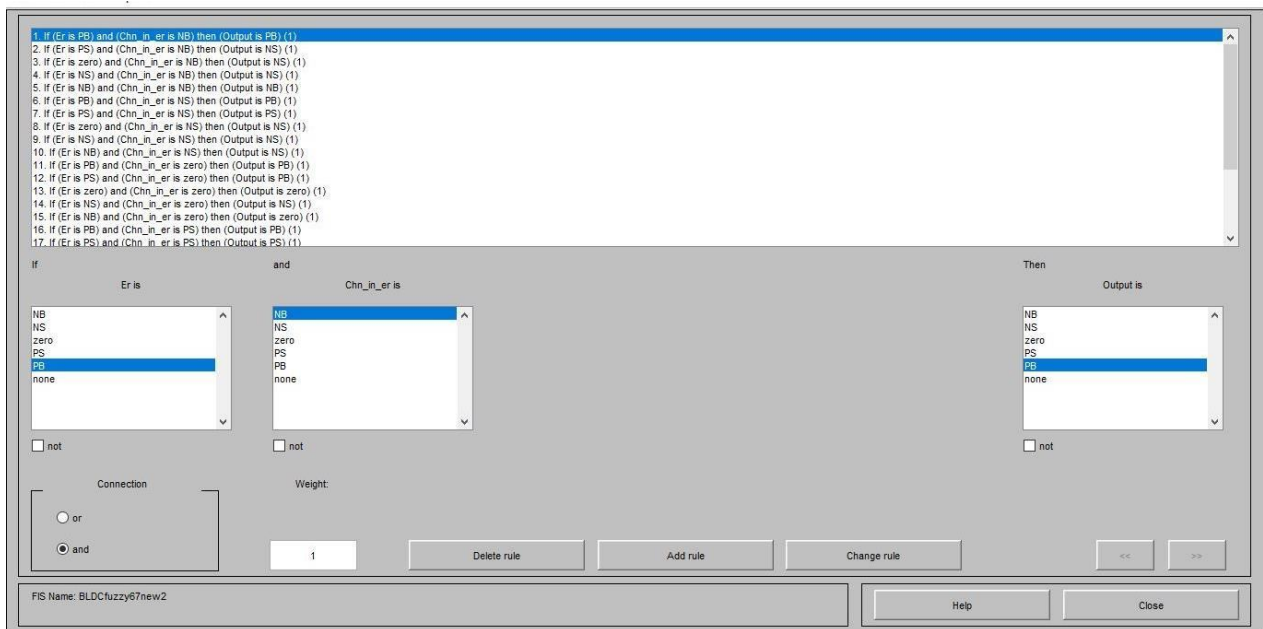 1. If (Er is PB) and (Chn_in_er is NB) then (Output is PB) (1)
2. If (Er is PS) and (Chn_in_er is NB) then (Output is NS) (1)
3. If (Er is zero) and (Chn_in_er is NB) then (Output is NS) (1)
4. If (Er is NS) and (Chn_in_er is NB) then (Output is NS) (1)
5. If (Er is NB) and (Chn_in_er is NB) then (Output is NB) (1)
6. If (Er is PB) and (Chn_in_er is NS) then (Output is PB) (1)
7. If (Er is PS) and (Chn_in_er is NS) then (Output is PS) (1)
8. If (Er is zero) and (Chn_in_er is NS) then (Output is NS) (1)
9. If (Er is NS) and (Chn_in_er is NS) then (Output is NS) (1)
10. If (Er is NB) and (Chn_in_er is NS) then (Output is NS) (1)
11. If (Er is PB) and (Chn_in_er is zero) then (Output is PB) (1)
12. If (Er is PS) and (Chn_in_er is zero) then (Output is PB) (1)
13. If (Er is zero) and (Chn_in_er is zero) then (Output is zero) (1)
14. If (Er is NS) and (Chn_in_er is zero) then (Output is NS) (1)
15. If (Er is NB) and (Chn_in_er is zero) then (Output is zero) (1)
16. If (Er is PB) and (Chn_in_er is PS) then (Output is PB) (1)
17. If (Er is PS) and (Chn_in_er is PS) then (Output is PS) (1)
If
Er is
NB
NS
zero
PS
PB
none
not
and
Chn_in_er is
NB
NS
zero
PS
PB
none
not
Then
Output is
NB
NS
zero
PS
PB
none
not
Connection
or
and
Weight:
1
Delete rule
Add rule
Change rule
<<
>>
FIS Name: BLDCfuzzy67new2
Help
Close